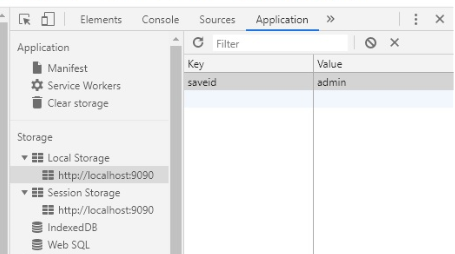 Elements Console Sources Application »
Application
Manifest
Service Workers
Clear storage
Storage
Local Storage
http://localhost:9090
Session Storage
http://localhost:9090
IndexedDB
Web SQL
Filter
Key Value
saveid admin